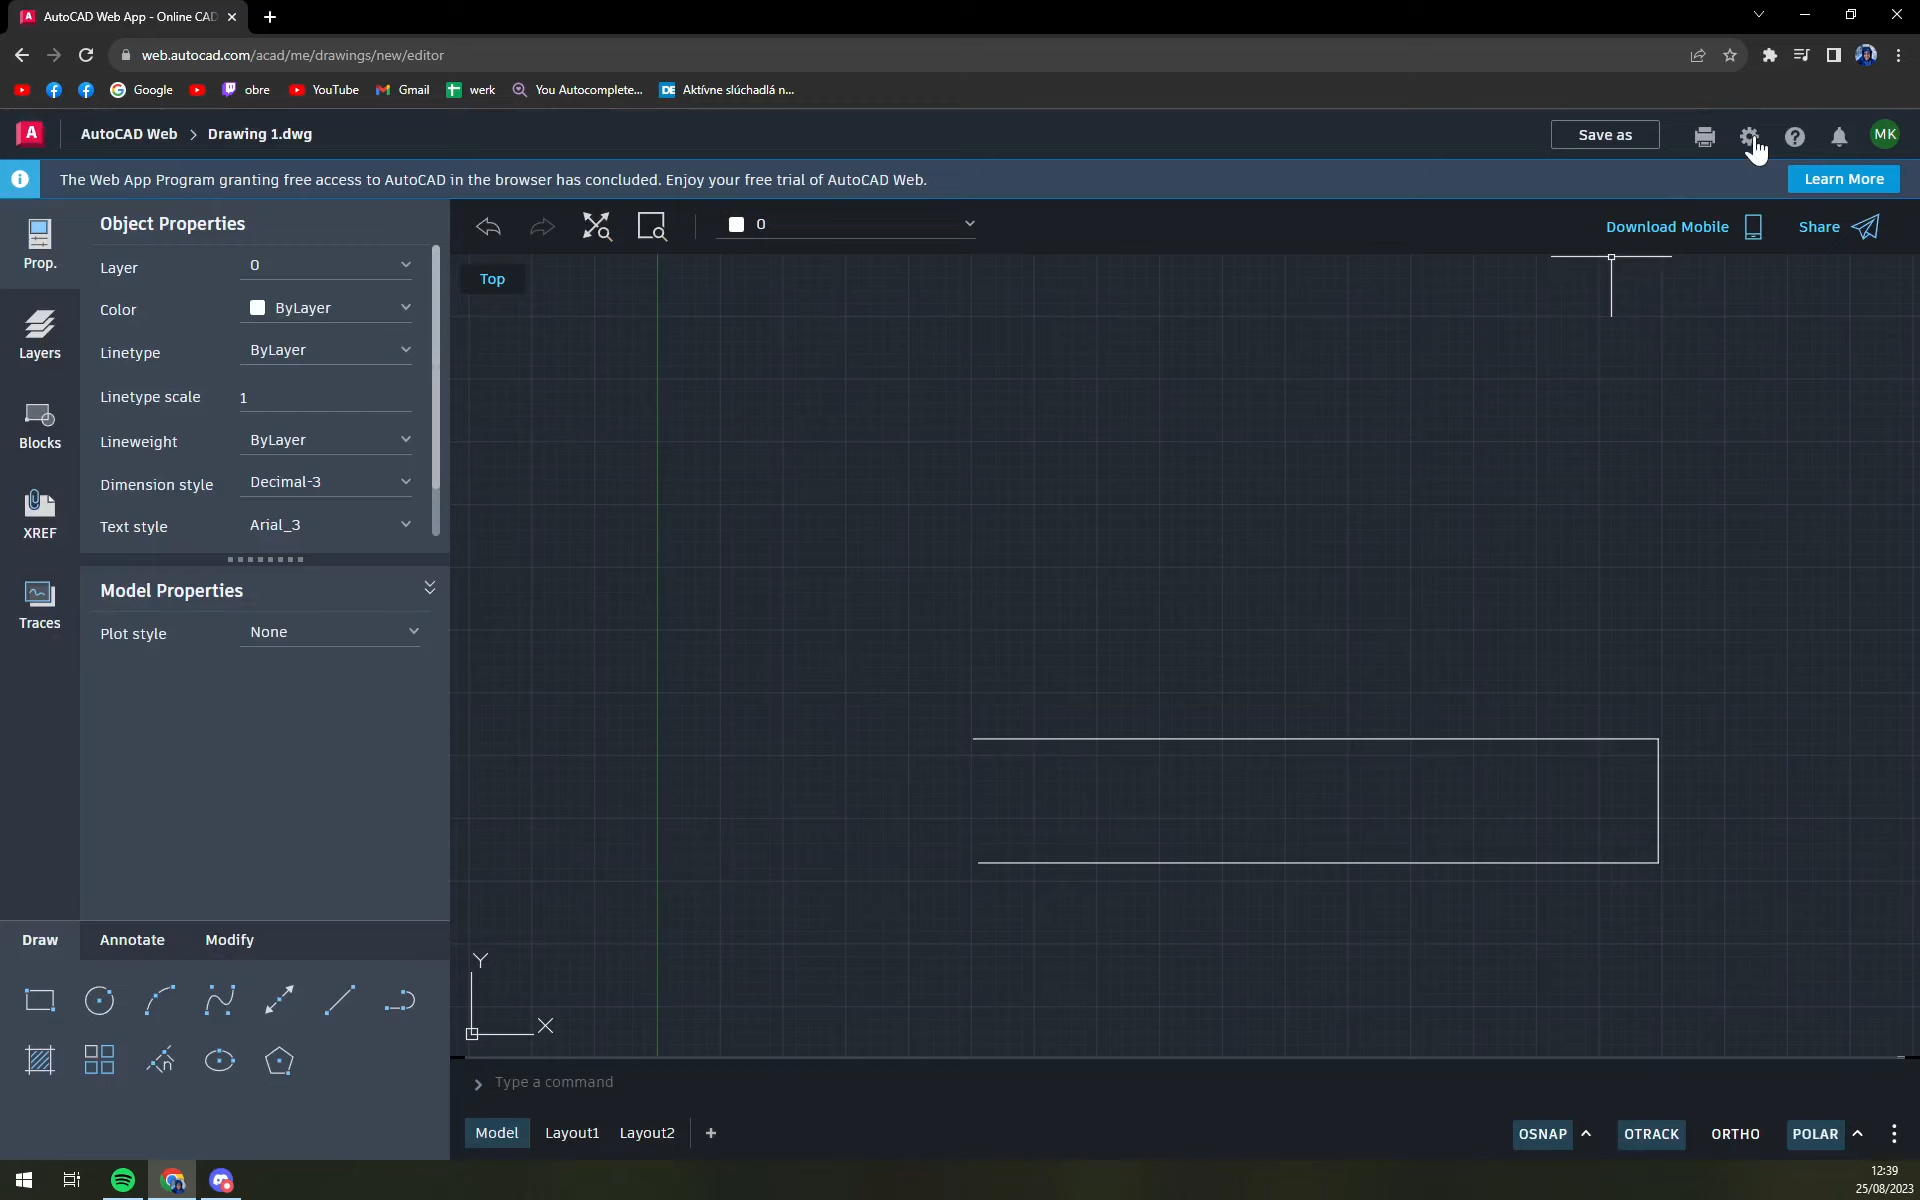 AutoCAD Web App - Online CAD
web.autocad.com/acad/me/drawings/new/editor
Google
obre
YouTube
Gmail
werk
You Autocomplete...
DE
Aktívne slúchadlá n...
A
AutoCAD Web > Drawing 1.dwg
Save as
MK
The Web App Program granting free access to AutoCAD in the browser has concluded. Enjoy your free trial of AutoCAD Web.
Learn More
Prop.
Layers
Blocks
XREF
Traces
Object Properties
Layer 0
Color ByLayer
Linetype ByLayer
Linetype scale 1
Lineweight ByLayer
Dimension style Decimal-3
Text style Arial_3
Model Properties
Plot style None
0
Download Mobile
Share
Top
Y
X
Draw Annotate Modify
Type a command
Model Layout1 Layout2 +
OSNAP OTRACK ORTHO POLAR
12:39
25/08/2023